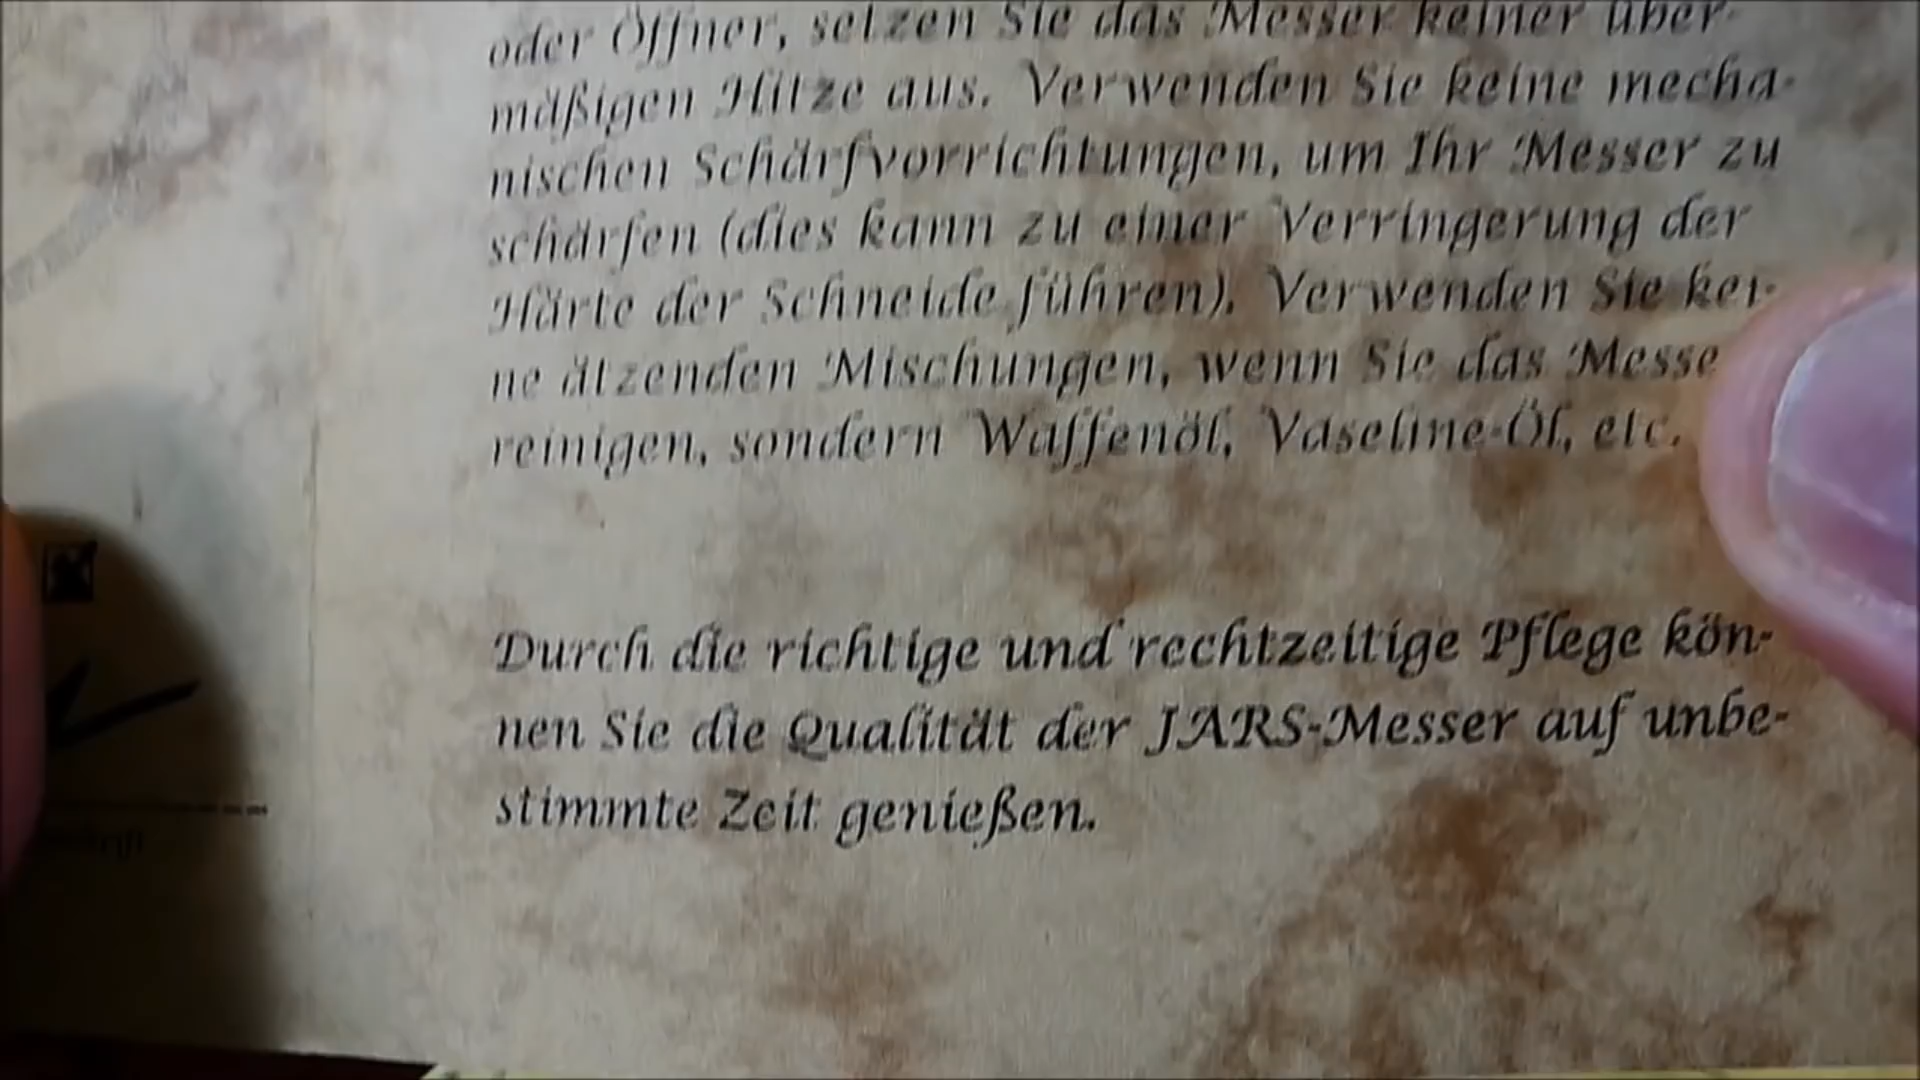 oder Öffner, setzen Sie das Messer keiner über-
mäßigen Hitze aus. Verwenden Sie keine mecha-
nischen Schärfvorrichtungen, um Ihr Messer zu
schärfen (dies kann zu einer Verringerung der
Härte der Schneide führen). Verwenden Sie kei-
ne ätzenden Mischungen, wenn Sie das Messe
reinigen, sondern Waffenöl, Vaseline-Öl, etc.
Durch die richtige und rechtzeitige Pflege kön-
nen Sie die Qualität der JARS-Messer auf unbe-
stimmte Zeit genießen.